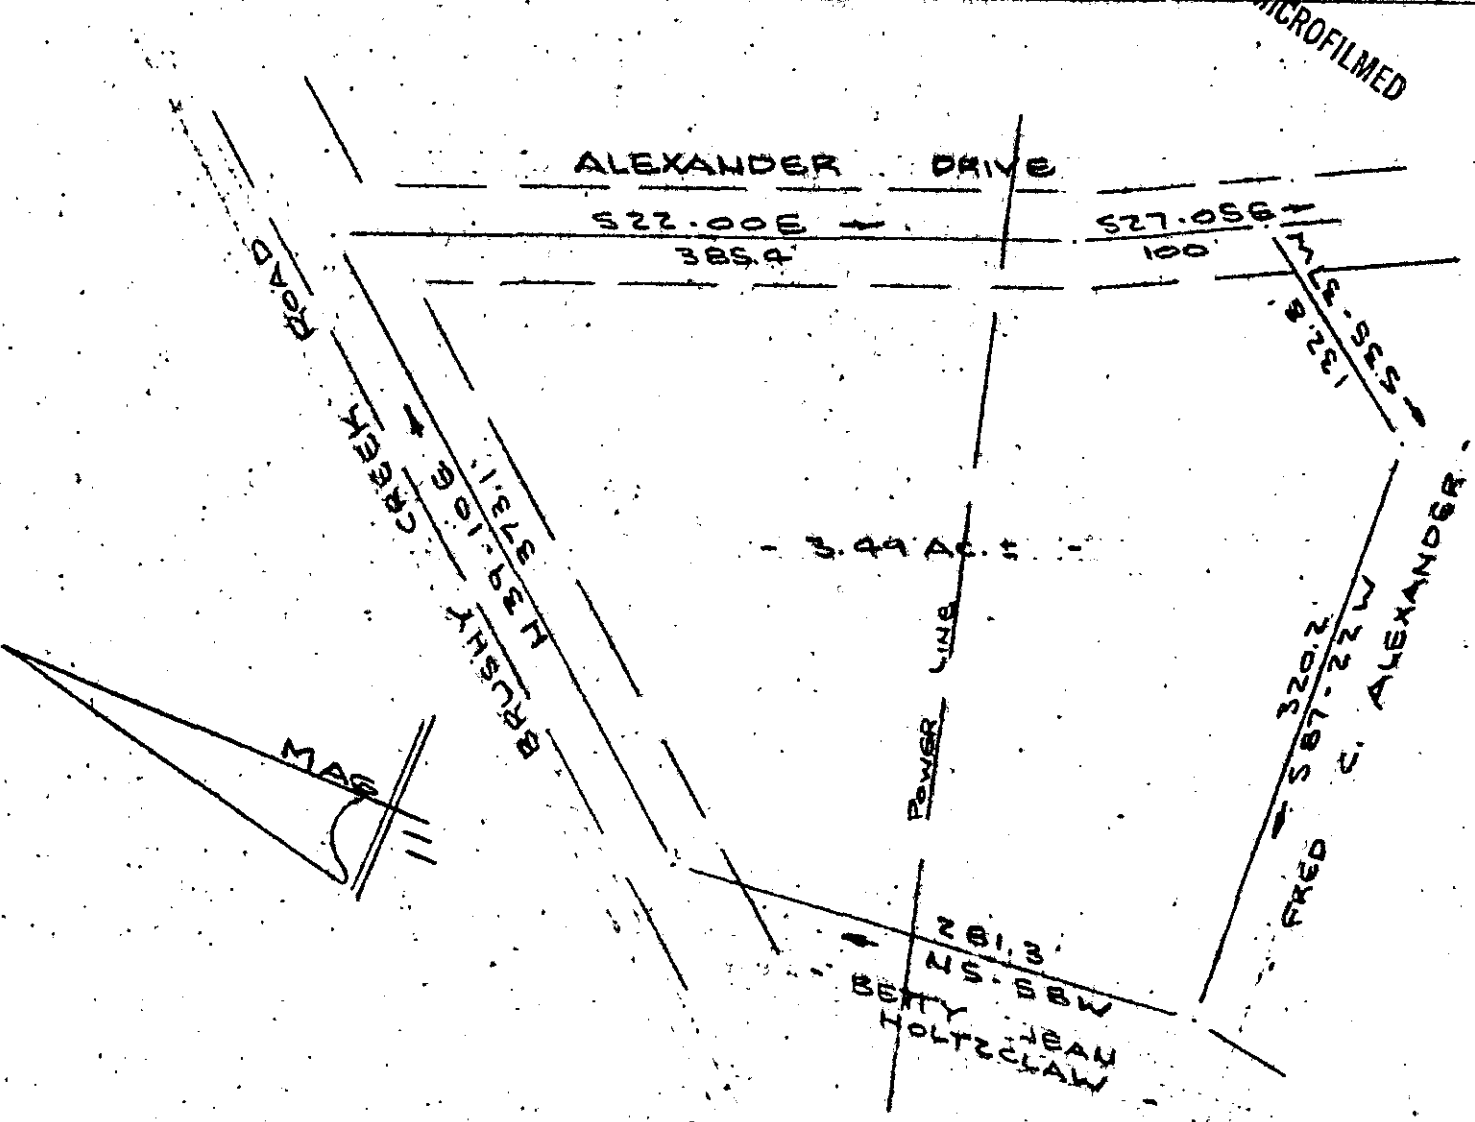 MICROFILMED
ALEXANDER DRIVE
S22.00E
385.4'
S27.05E
100'
S35-37W
132.8'
ROAD
CREEK
BRUSHY
N39-10E
373.1'
- 3.49 AC. ± -
POWER LINE
320.2
S87-22W
FRED C. ALEXANDER -
MAG
281.3'
N5-58W
BETTY JEAN
HOLTZCLAW -